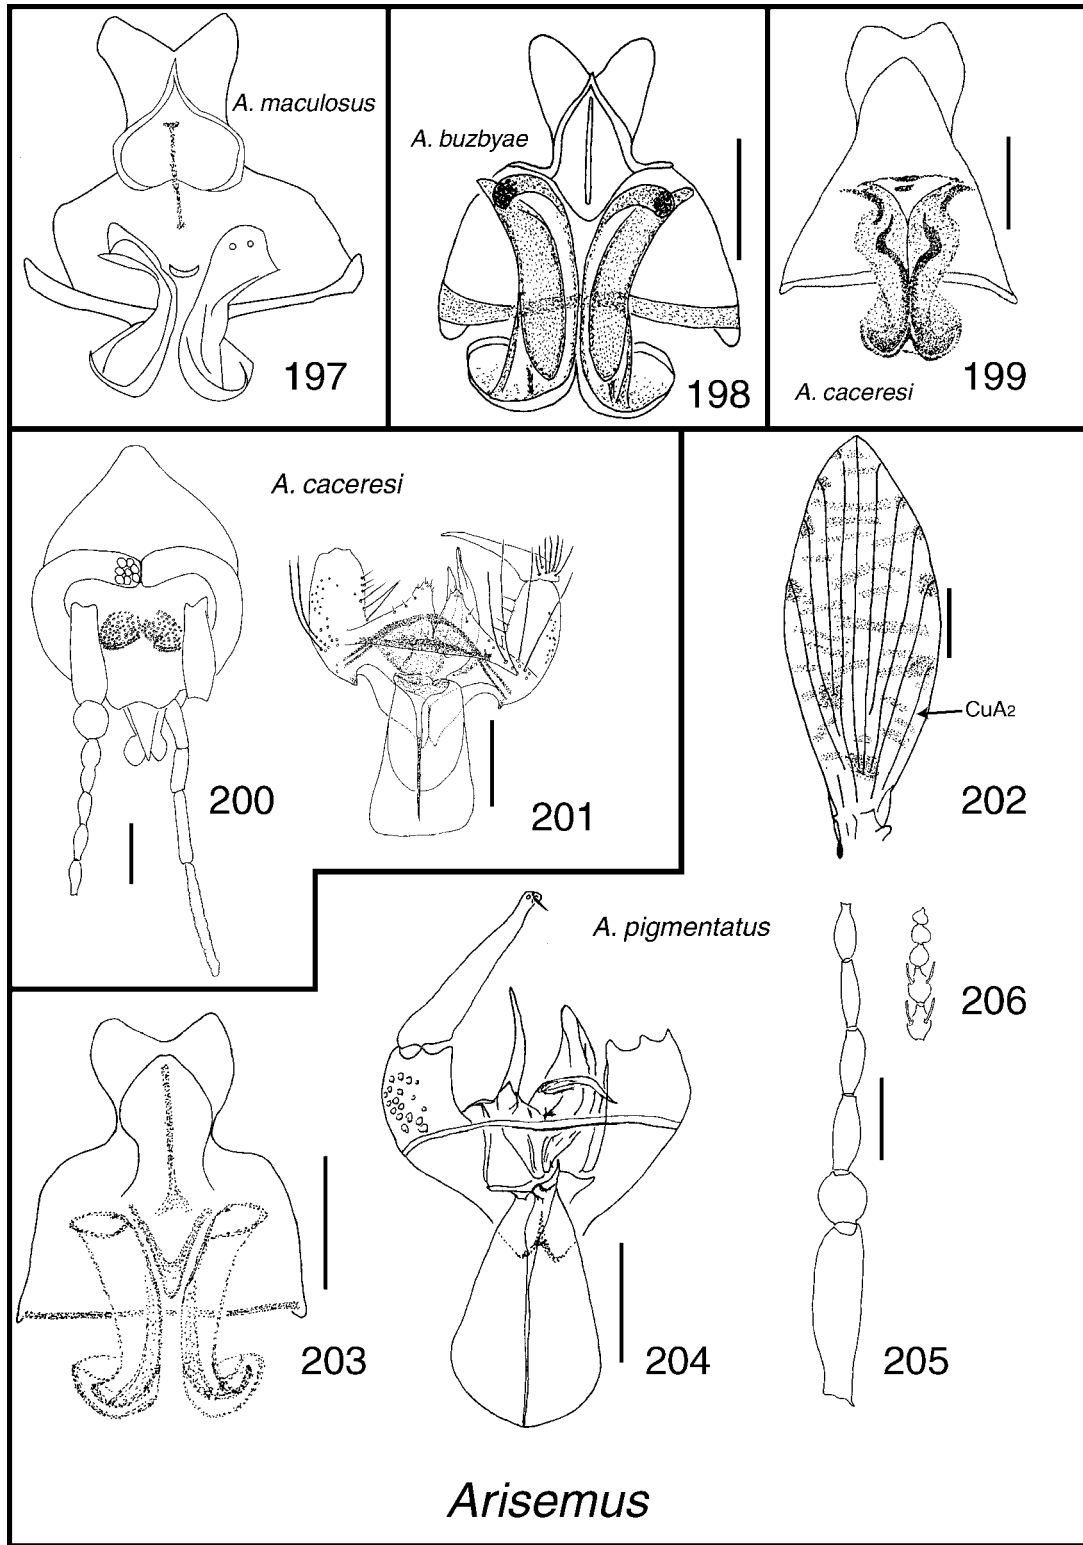 A. maculosus
197
A. buzbyae
198
A. caceresi
199
A. caceresi
200
201
CuA2
202
A. pigmentatus
203
204
205
206
Arisemus